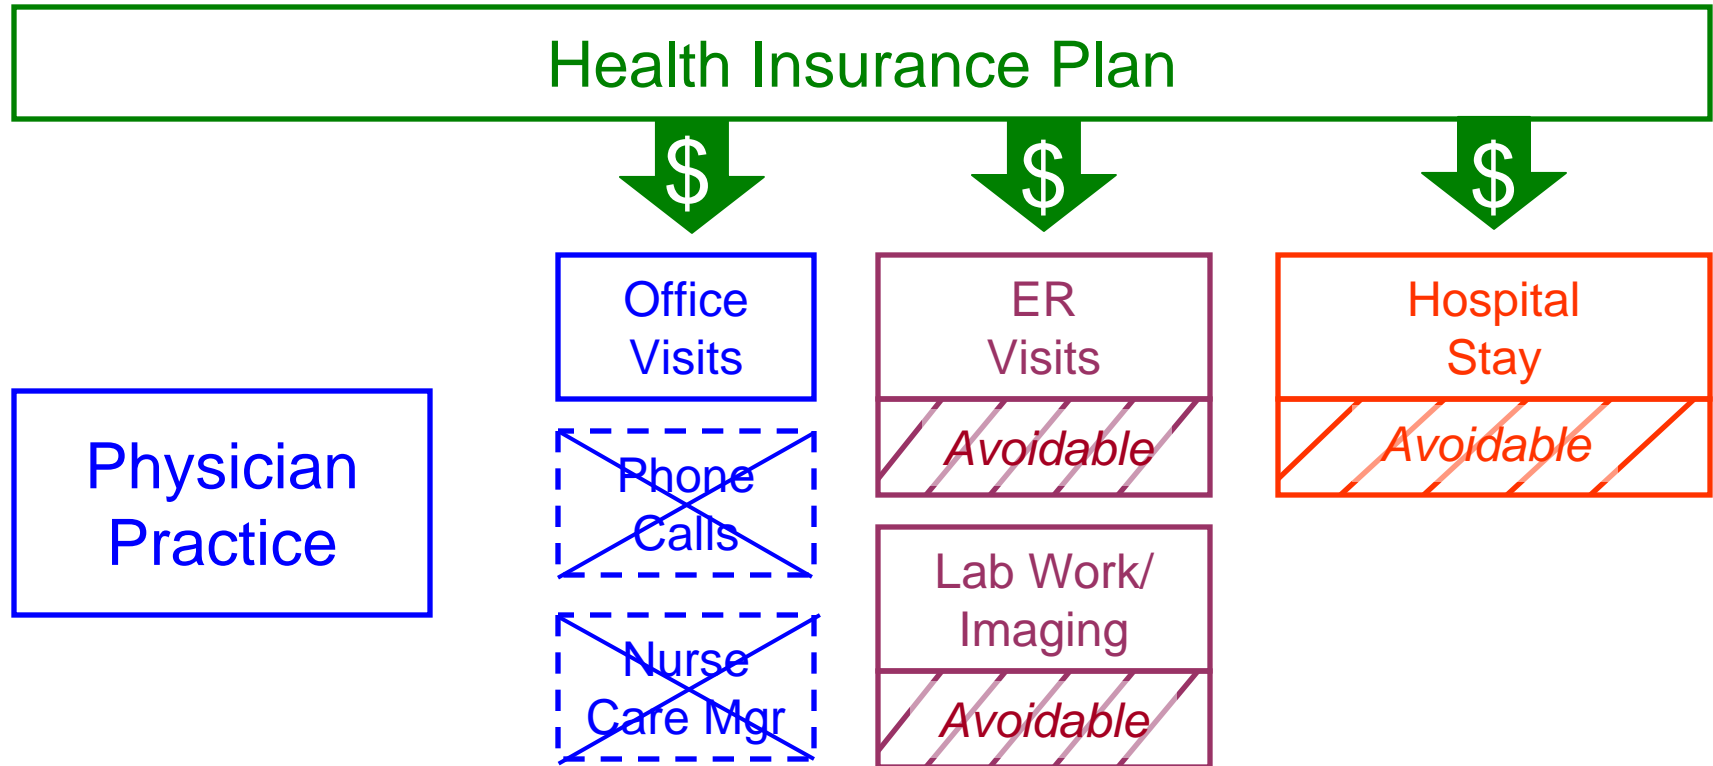 Health Insurance Plan
$ $ $
Physician
Practice
Office
Visits
Phone
Calls
Nurse
Care Mgr
ER
Visits
Avoidable
Lab Work/
Imaging
Avoidable
Hospital
Stay
Avoidable